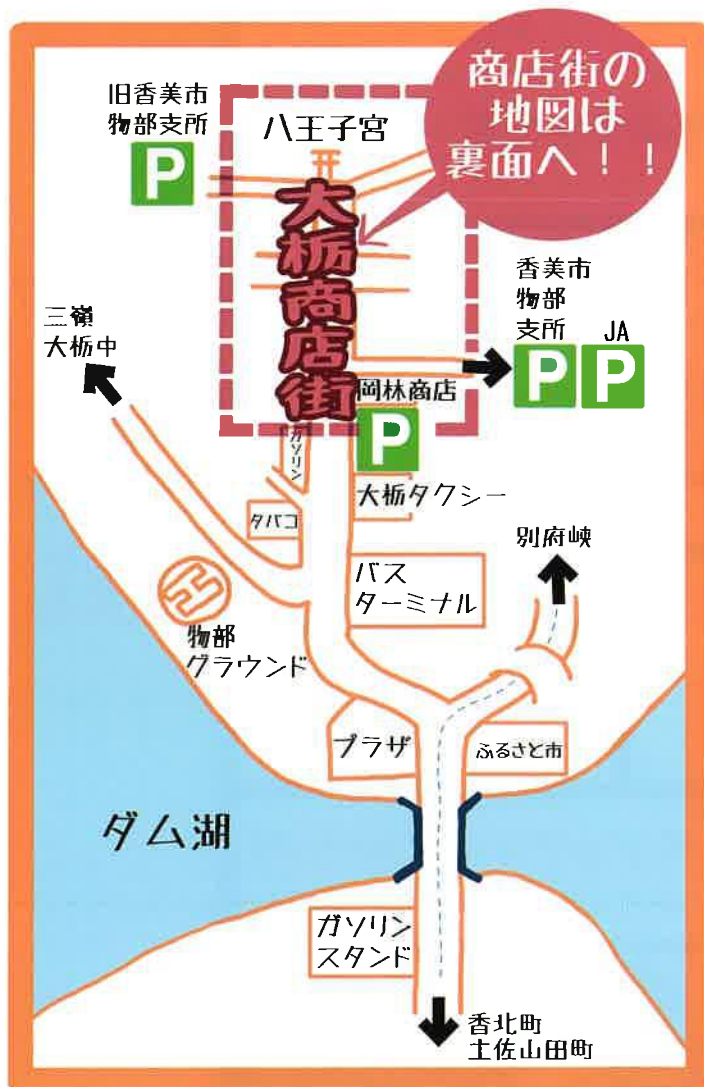 商店街の
地図は
裏面へ！！
旧香美市
物部支所
P
八王子宮
大栃商店街
香美市
物部
支所
P
JA
P
三嶺
大栃中
岡林商店
P
ガソリン
大栃タクシー
タバコ
別府峡
バス
ターミナル
物部
グラウンド
プラザ
ふるさと市
ダム湖
ガソリン
スタンド
香北町
土佐山田町